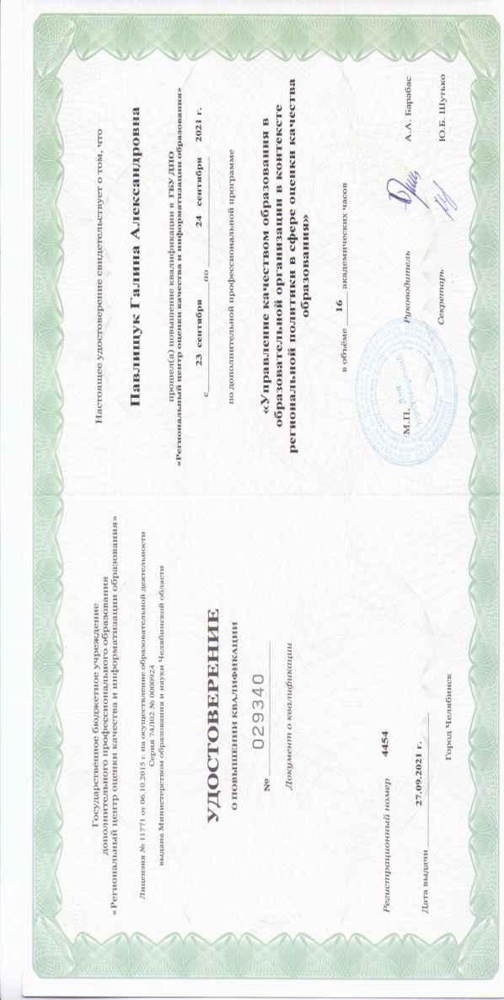 Государственное бюджетное учреждение
дополнительного профессионального образования
«Региональный центр оценки качества и информатизации образования»
Лицензия № 11771 от 06.10.2015 г. на осуществление образовательной деятельности
Серия 74Л02 № 0000924
выдана Министерством образования и науки Челябинской области
УДОСТОВЕРЕНИЕ
О ПОВЫШЕНИИ КВАЛИФИКАЦИИ
№ 029340
Документ о квалификации
Регистрационный номер 4454
Дата выдачи 27.09.2021 г.
Город Челябинск
Настоящее удостоверение свидетельствует о том, что
Павлищук Галина Александровна
прошел(а) повышение квалификации в ГБУ ДПО
«Региональный центр оценки качества и информатизации образования»
с 23 сентября по 24 сентября 2021 г.
по дополнительной профессиональной программе
«Управление качеством образования в
образовательной организации в контексте
региональной политики в сфере оценки качества
образования»
в объёме 16 академических часов
М.П. Руководитель А.А. Барабас
Секретарь Ю.Б. Шутько
Для
удостоверений